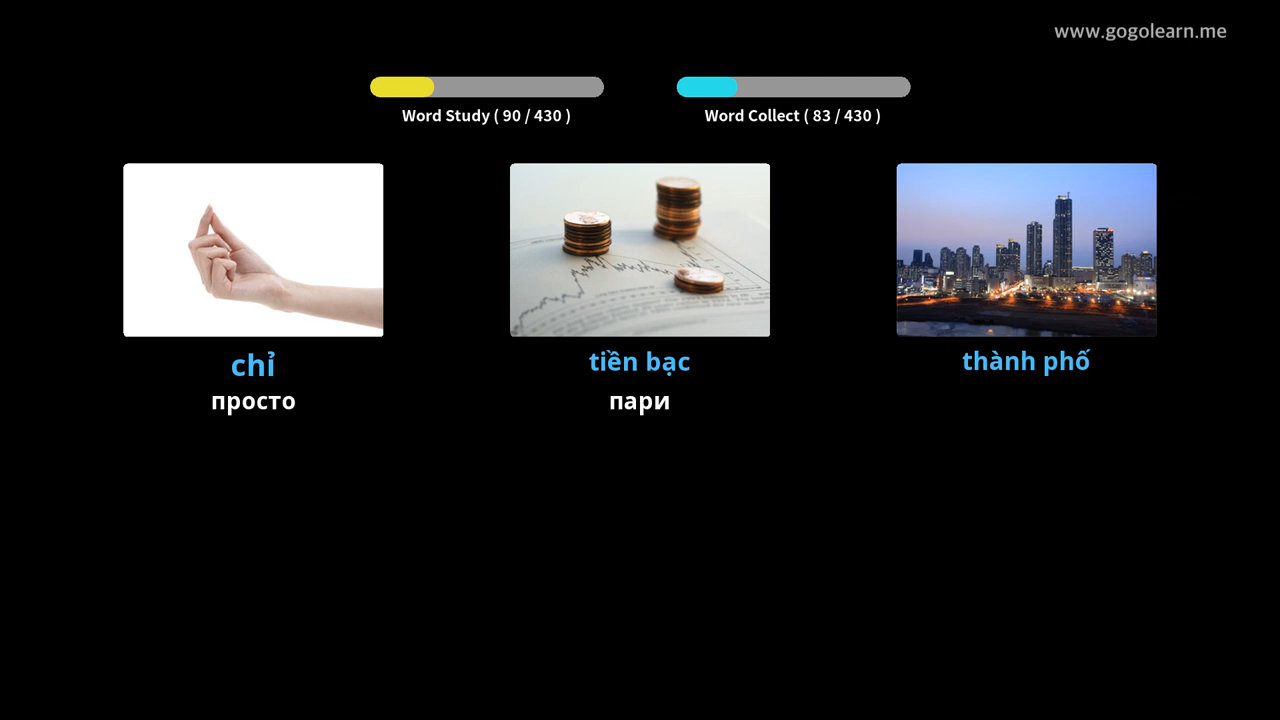 www.gogolearn.me
Word Study ( 90 / 430 )
Word Collect ( 83 / 430 )
chỉ
просто
tiền bạc
пари
thành phố